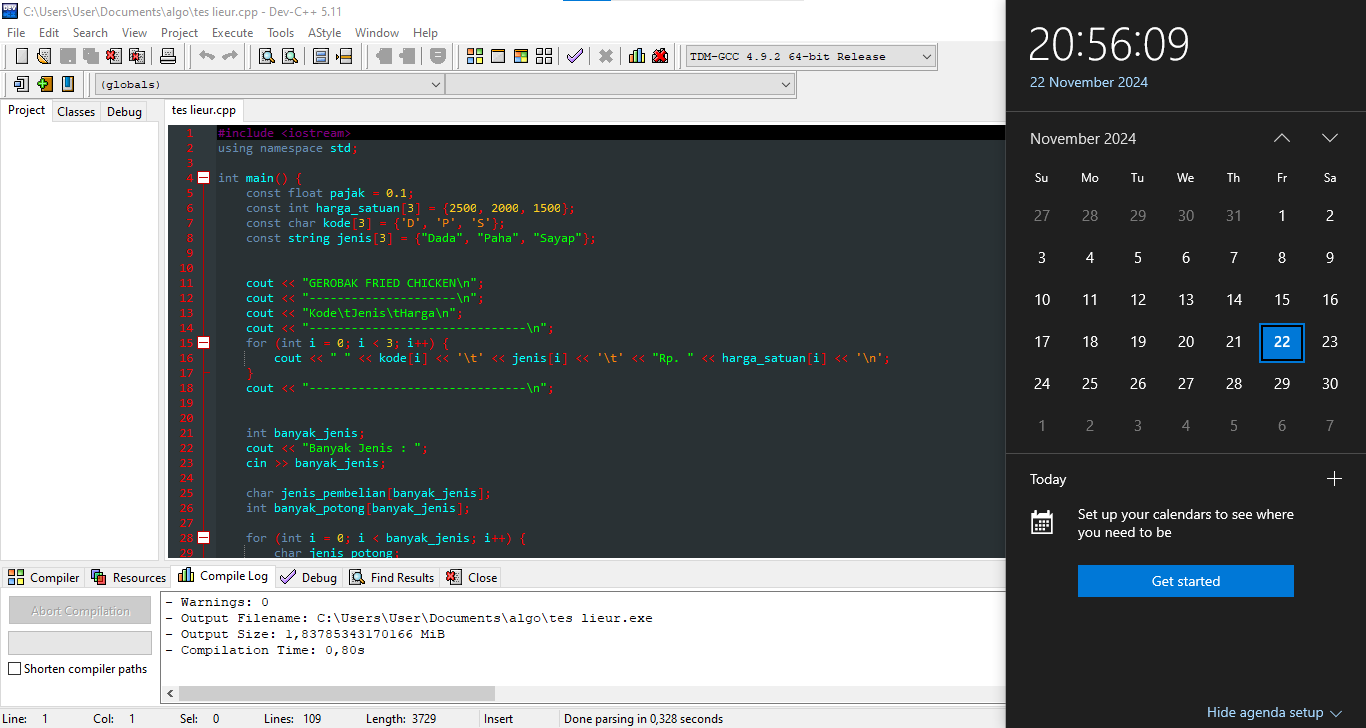 C:\Users\User\Documents\algo\tes lieur.cpp - Dev-C++ 5.11
File Edit Search View Project Execute Tools AStyle Window Help
TDM-GCC 4.9.2 64-bit Release
(globals)
Project Classes Debug
tes lieur.cpp
1 #include <iostream>
2 using namespace std;
3
4 int main() {
5 const float pajak = 0.1;
6 const int harga_satuan[3] = {2500, 2000, 1500};
7 const char kode[3] = {'D', 'P', 'S'};
8 const string jenis[3] = {"Dada", "Paha", "Sayap"};
9
10
11 cout << "GEROBAK FRIED CHICKEN\n";
12 cout << "---------------------\n";
13 cout << "Kode\tJenis\tHarga\n";
14 cout << "-------------------------------\n";
15 for (int i = 0; i < 3; i++) {
16 cout << " " << kode[i] << '\t' << jenis[i] << '\t' << "Rp. " << harga_satuan[i] << '\n';
17 }
18 cout << "-------------------------------\n";
19
20
21 int banyak_jenis;
22 cout << "Banyak Jenis : ";
23 cin >> banyak_jenis;
24
25 char jenis_pembelian[banyak_jenis];
26 int banyak_potong[banyak_jenis];
27
28 for (int i = 0; i < banyak_jenis; i++) {
29 char jenis_potong;
Compiler Resources Compile Log Debug Find Results Close
Abort Compilation
Shorten compiler paths
- Warnings: 0
- Output Filename: C:\Users\User\Documents\algo\tes lieur.exe
- Output Size: 1,83785343170166 MiB
- Compilation Time: 0,80s
Line: 1 Col: 1 Sel: 0 Lines: 109 Length: 3729 Insert Done parsing in 0,328 seconds
20:56:09
22 November 2024
November 2024
Su Mo Tu We Th Fr Sa
27 28 29 30 31 1 2
3 4 5 6 7 8 9
10 11 12 13 14 15 16
17 18 19 20 21 22 23
24 25 26 27 28 29 30
1 2 3 4 5 6 7
Today
Set up your calendars to see where
you need to be
Get started
Hide agenda setup